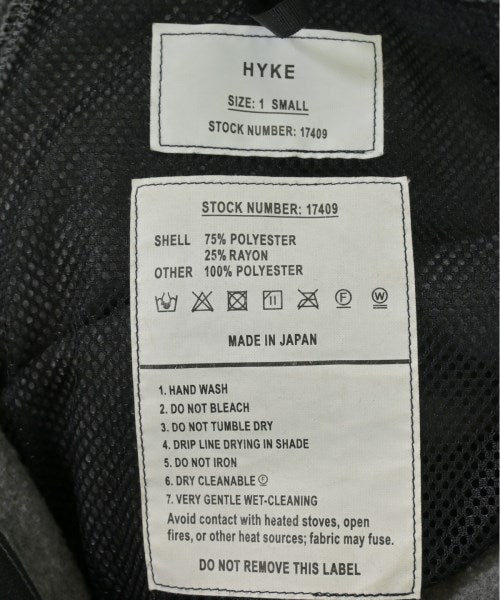 HYKE
SIZE: 1 SMALL
STOCK NUMBER: 17409
STOCK NUMBER: 17409
SHELL 75% POLYESTER
25% RAYON
OTHER 100% POLYESTER
F W
MADE IN JAPAN
1. HAND WASH
2. DO NOT BLEACH
3. DO NOT TUMBLE DRY
4. DRIP LINE DRYING IN SHADE
5. DO NOT IRON
6. DRY CLEANABLE Ⓕ
7. VERY GENTLE WET-CLEANING
Avoid contact with heated stoves, open
fires, or other heat sources; fabric may fuse.
DO NOT REMOVE THIS LABEL